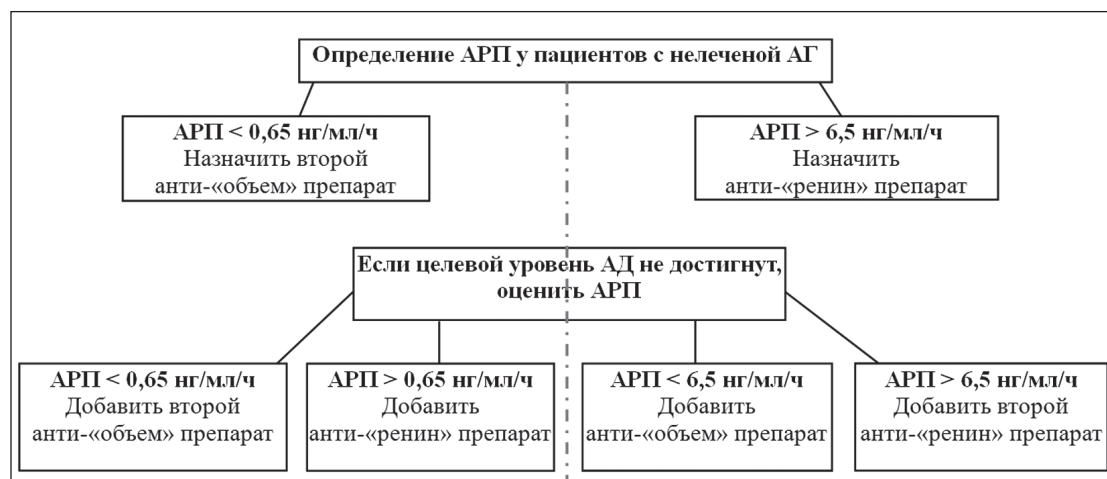 Определение АРП у пациентов с нелеченой АГ
АРП < 0,65 нг/мл/ч
Назначить второй
анти-«объем» препарат
АРП > 6,5 нг/мл/ч
Назначить
анти-«ренин» препарат
Если целевой уровень АД не достигнут,
оценить АРП
АРП < 0,65 нг/мл/ч
Добавить второй
анти-«объем» препарат
АРП > 0,65 нг/мл/ч
Добавить
анти-«ренин» препарат
АРП < 6,5 нг/мл/ч
Добавить
анти-«объем» препарат
АРП > 6,5 нг/мл/ч
Добавить второй
анти-«ренин» препарат